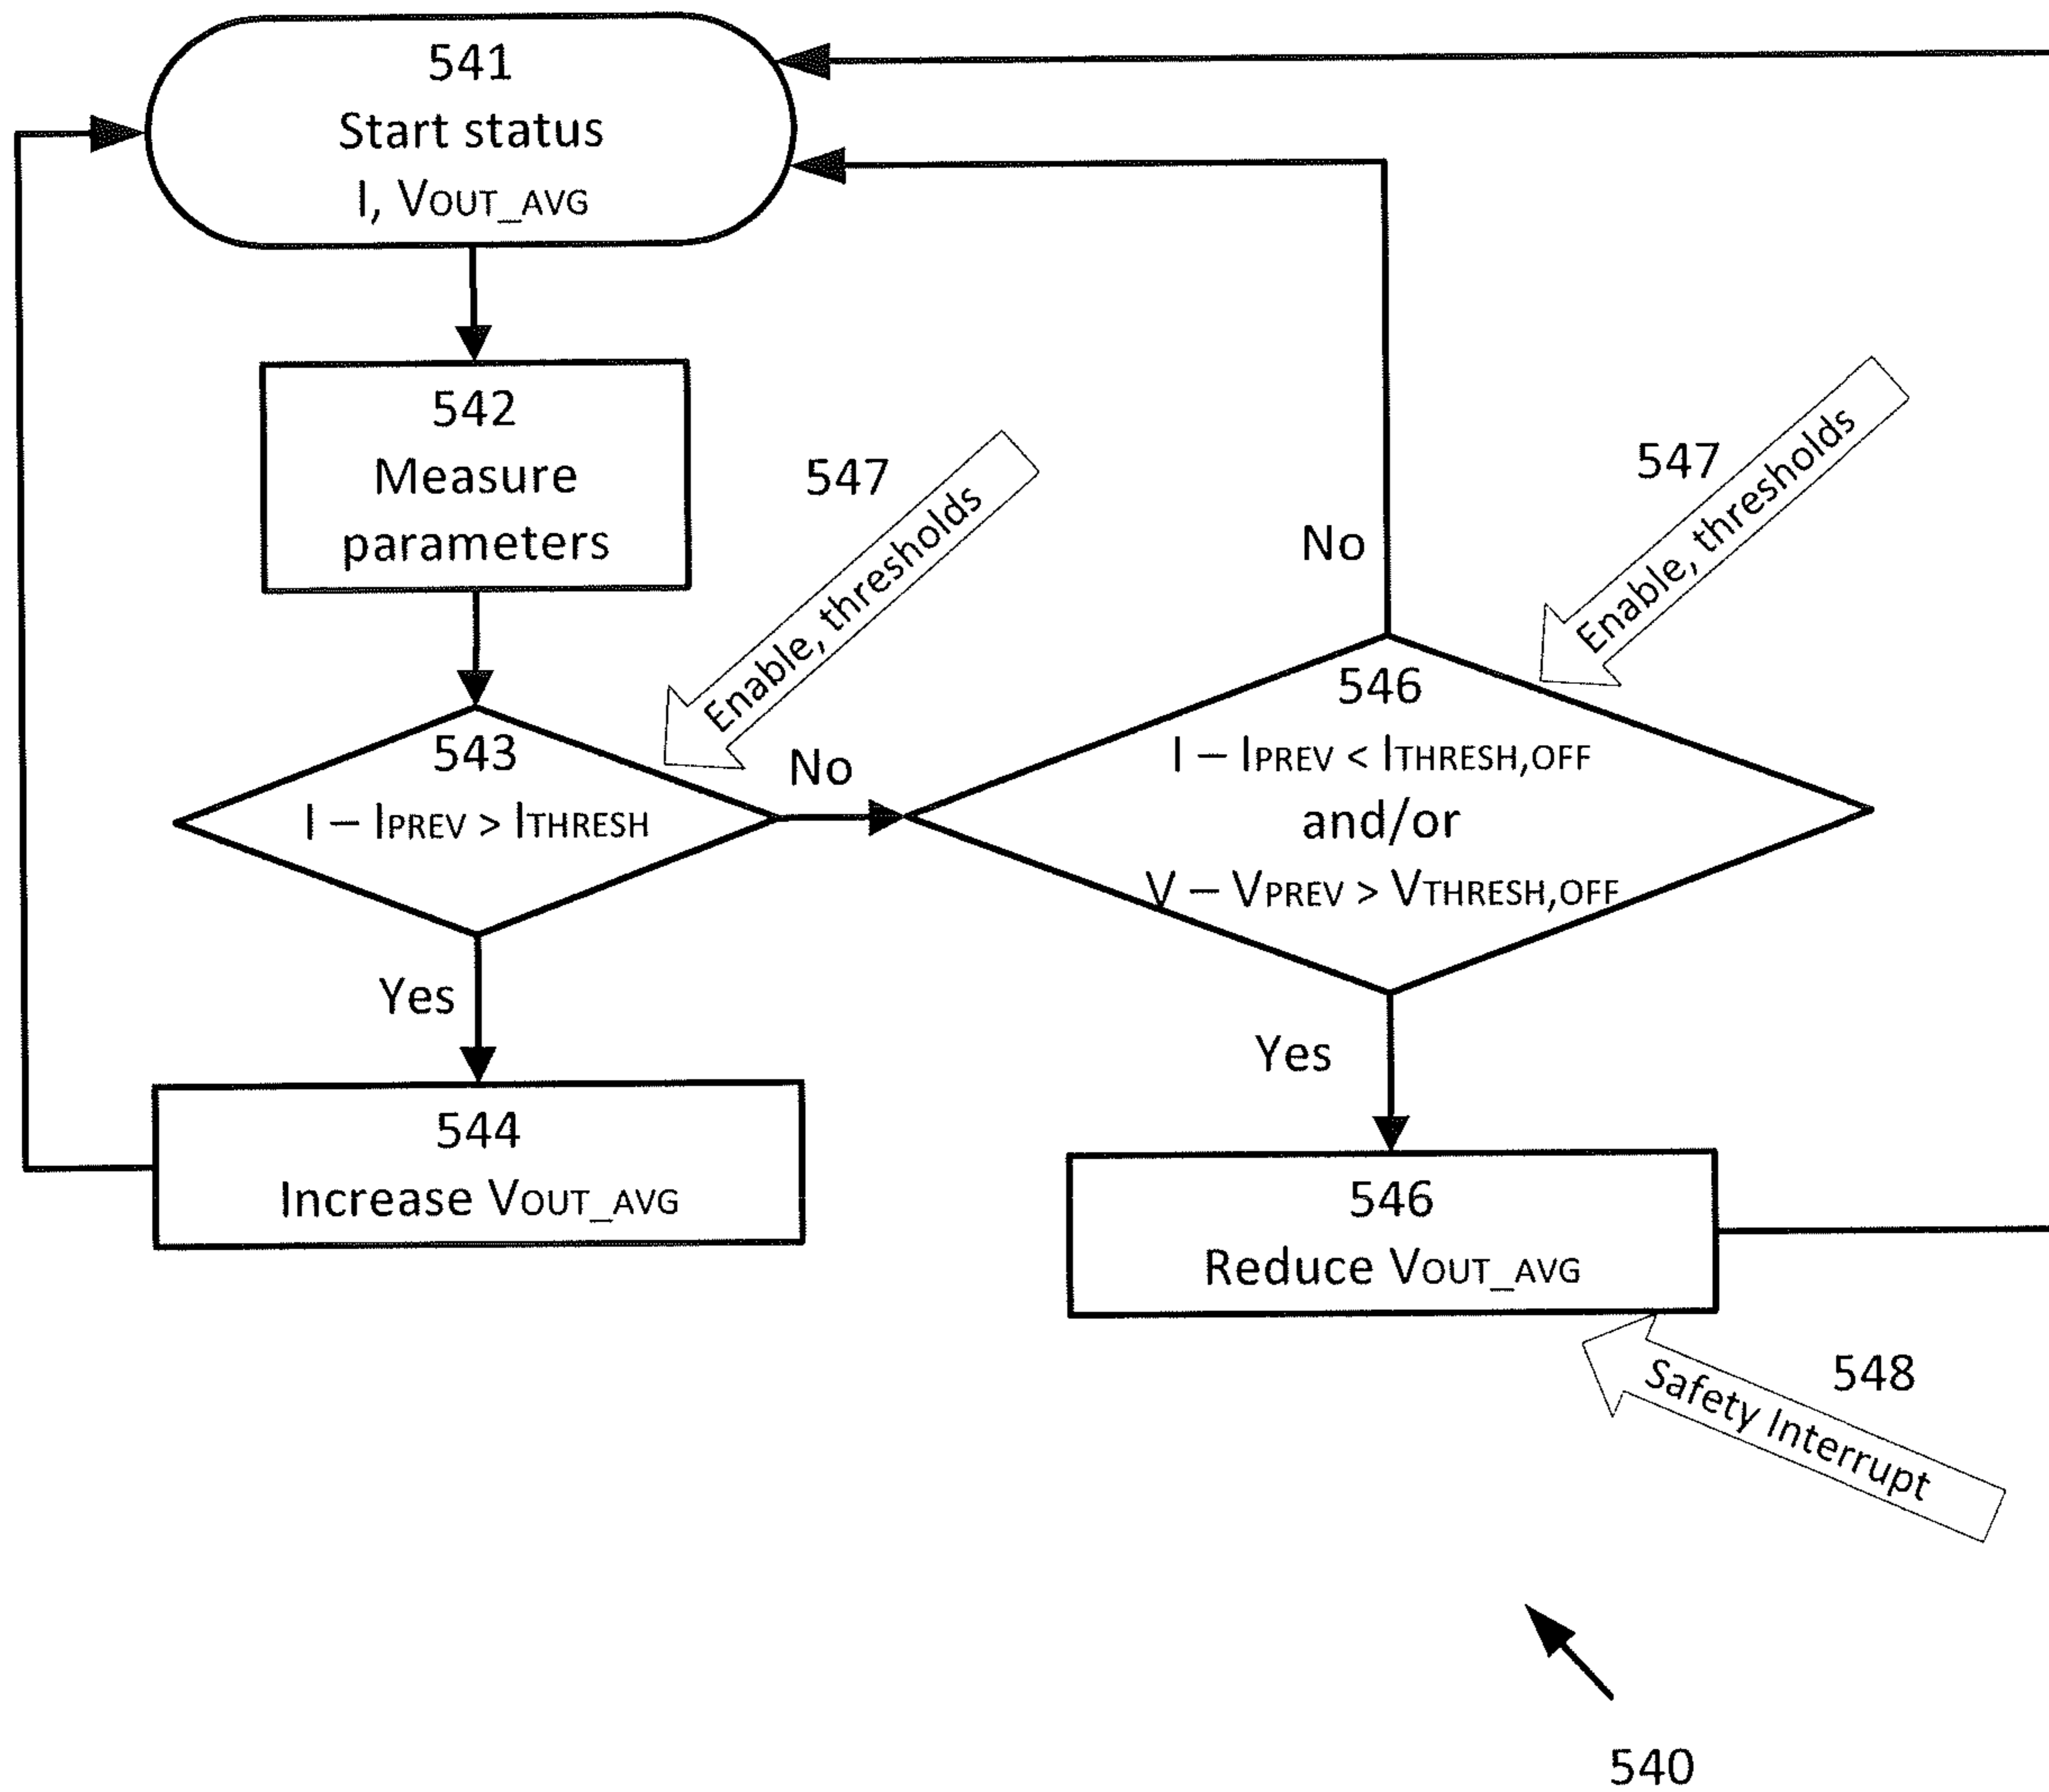 541
Start status
I, VOUT_AVG
542
Measure
parameters
547
Enable, thresholds
543
I – IPREV > ITHRESH
No
Yes
544
Increase VOUT_AVG
No
547
Enable, thresholds
546
I – IPREV < ITHRESH,OFF
and/or
V – VPREV > VTHRESH,OFF
Yes
546
Reduce VOUT_AVG
548
Safety Interrupt
540